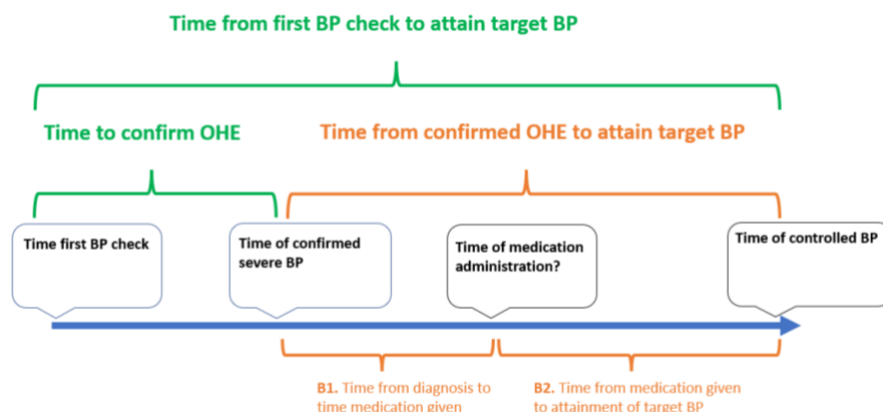 Time from first BP check to attain target BP
Time to confirm OHE
Time from confirmed OHE to attain target BP
Time first BP check
Time of confirmed
severe BP
Time of medication
administration?
Time of controlled BP
B1. Time from diagnosis to
time medication given
B2. Time from medication given
to attainment of target BP